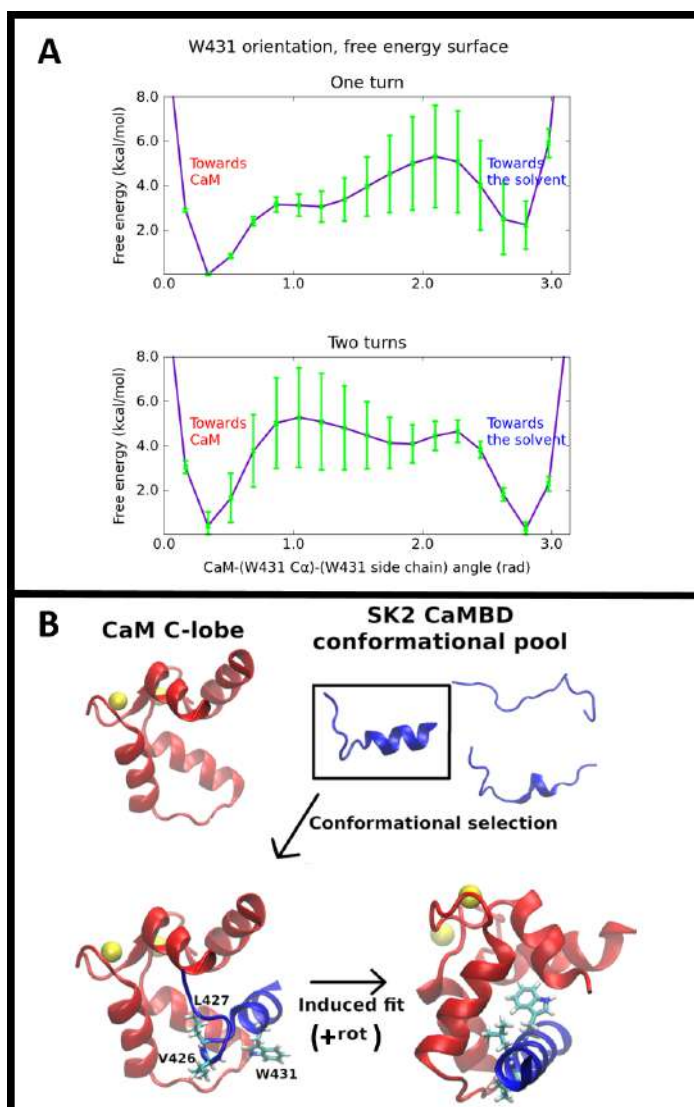 A
W431 orientation, free energy surface
One turn
Free energy (kcal/mol)
8.0
6.0
4.0
2.0
0.0
1.0
2.0
3.0
Towards
CaM
Towards
the solvent
Two turns
Free energy (kcal/mol)
8.0
6.0
4.0
2.0
0.0
1.0
2.0
3.0
Towards
CaM
Towards
the solvent
CaM-(W431 Cα)-(W431 side chain) angle (rad)
B
CaM C-lobe
SK2 CaMBD
conformational pool
Conformational selection
L427
V426
W431
Induced fit
(+rot)